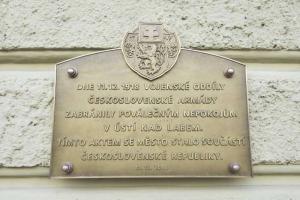 DNE 11.12.1918 VOJENSKÉ ODDÍLY
ČESKOSLOVENSKÉ ARMÁDY
ZABRÁNILY POVÁLEČNÝM NEPOKOJŮM
V ÚSTÍ NAD LABEM.
TÍMTO AKTEM SE MĚSTO STALO SOUČÁSTÍ
ČESKOSLOVENSKÉ REPUBLIKY.